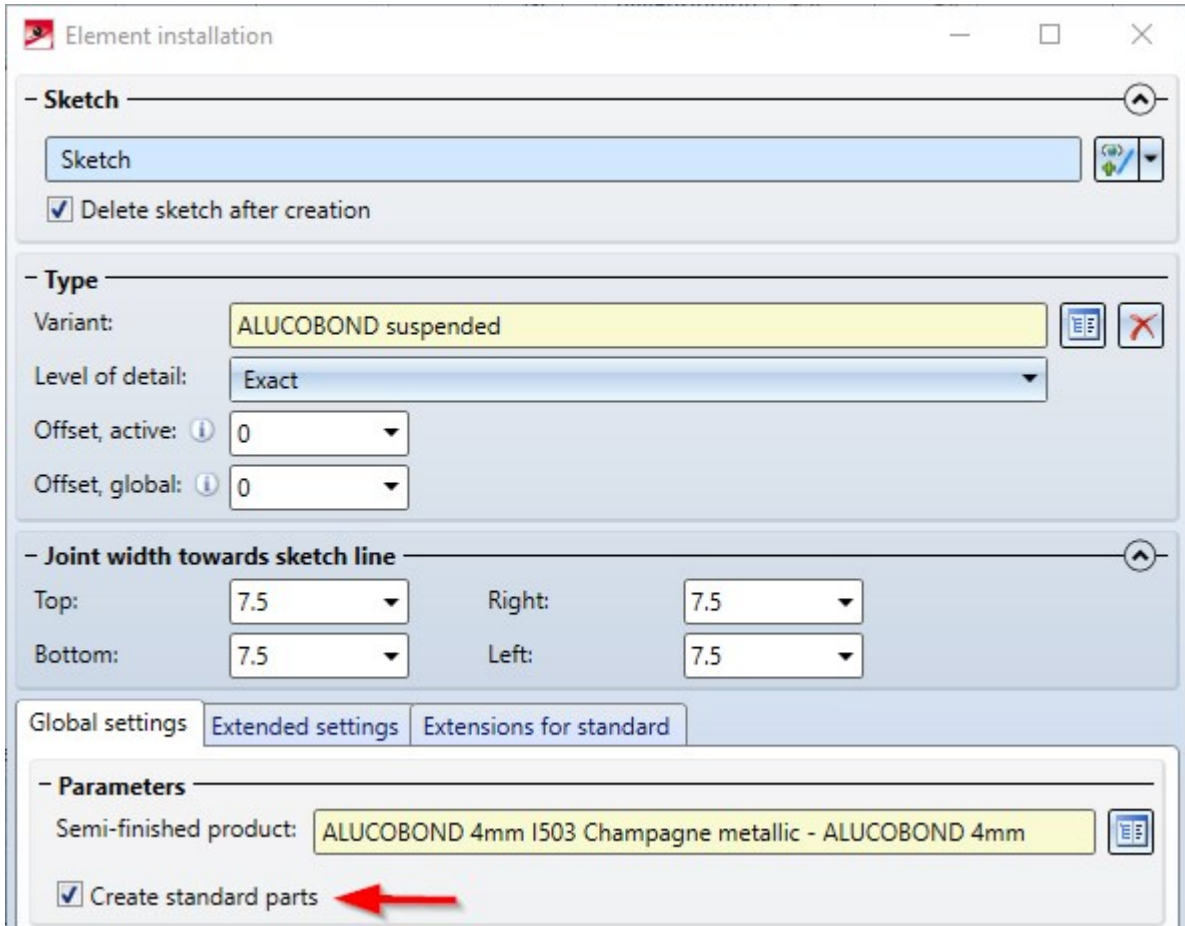 Element installation
Sketch
Sketch
Delete sketch after creation
Type
Variant: ALUCOBOND suspended
Level of detail: Exact
Offset, active: 0
Offset, global: 0
Joint width towards sketch line
Top: 7.5 Right: 7.5
Bottom: 7.5 Left: 7.5
Global settings Extended settings Extensions for standard
Parameters
Semi-finished product: ALUCOBOND 4mm I503 Champagne metallic - ALUCOBOND 4mm
Create standard parts